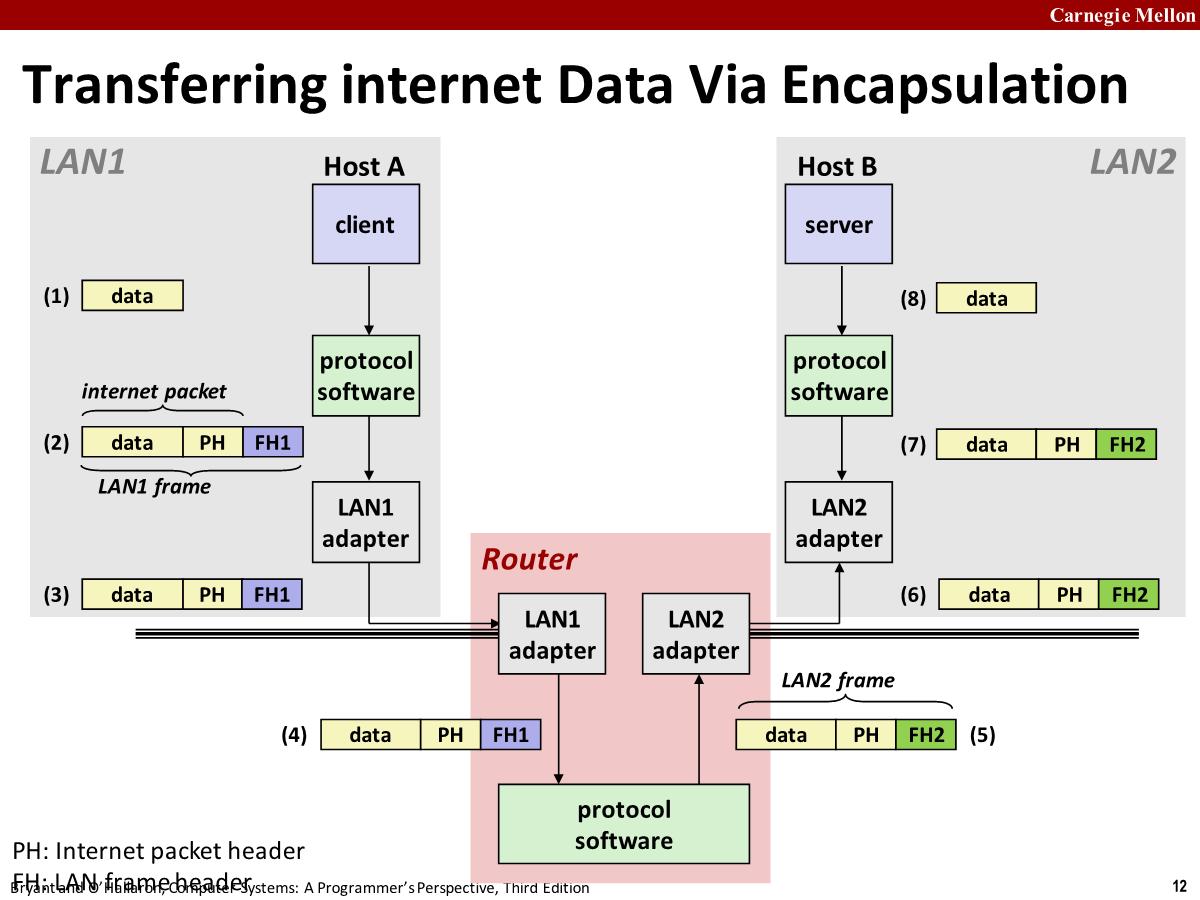 Carnegie Mellon
Transferring internet Data Via Encapsulation
LAN1
Host A
client
(1) data
protocol
software
internet packet
(2) data PH FH1
LAN1 frame
LAN1
adapter
(3) data PH FH1
Host B
LAN2
server
(8) data
protocol
software
(7) data PH FH2
LAN2
adapter
(6) data PH FH2
Router
LAN1
adapter
LAN2
adapter
LAN2 frame
(4) data PH FH1
data PH FH2 (5)
protocol
software
PH: Internet packet header
FH: LAN frame header
Bryant and O'Hallaron, Computer Systems: A Programmer's Perspective, Third Edition
12